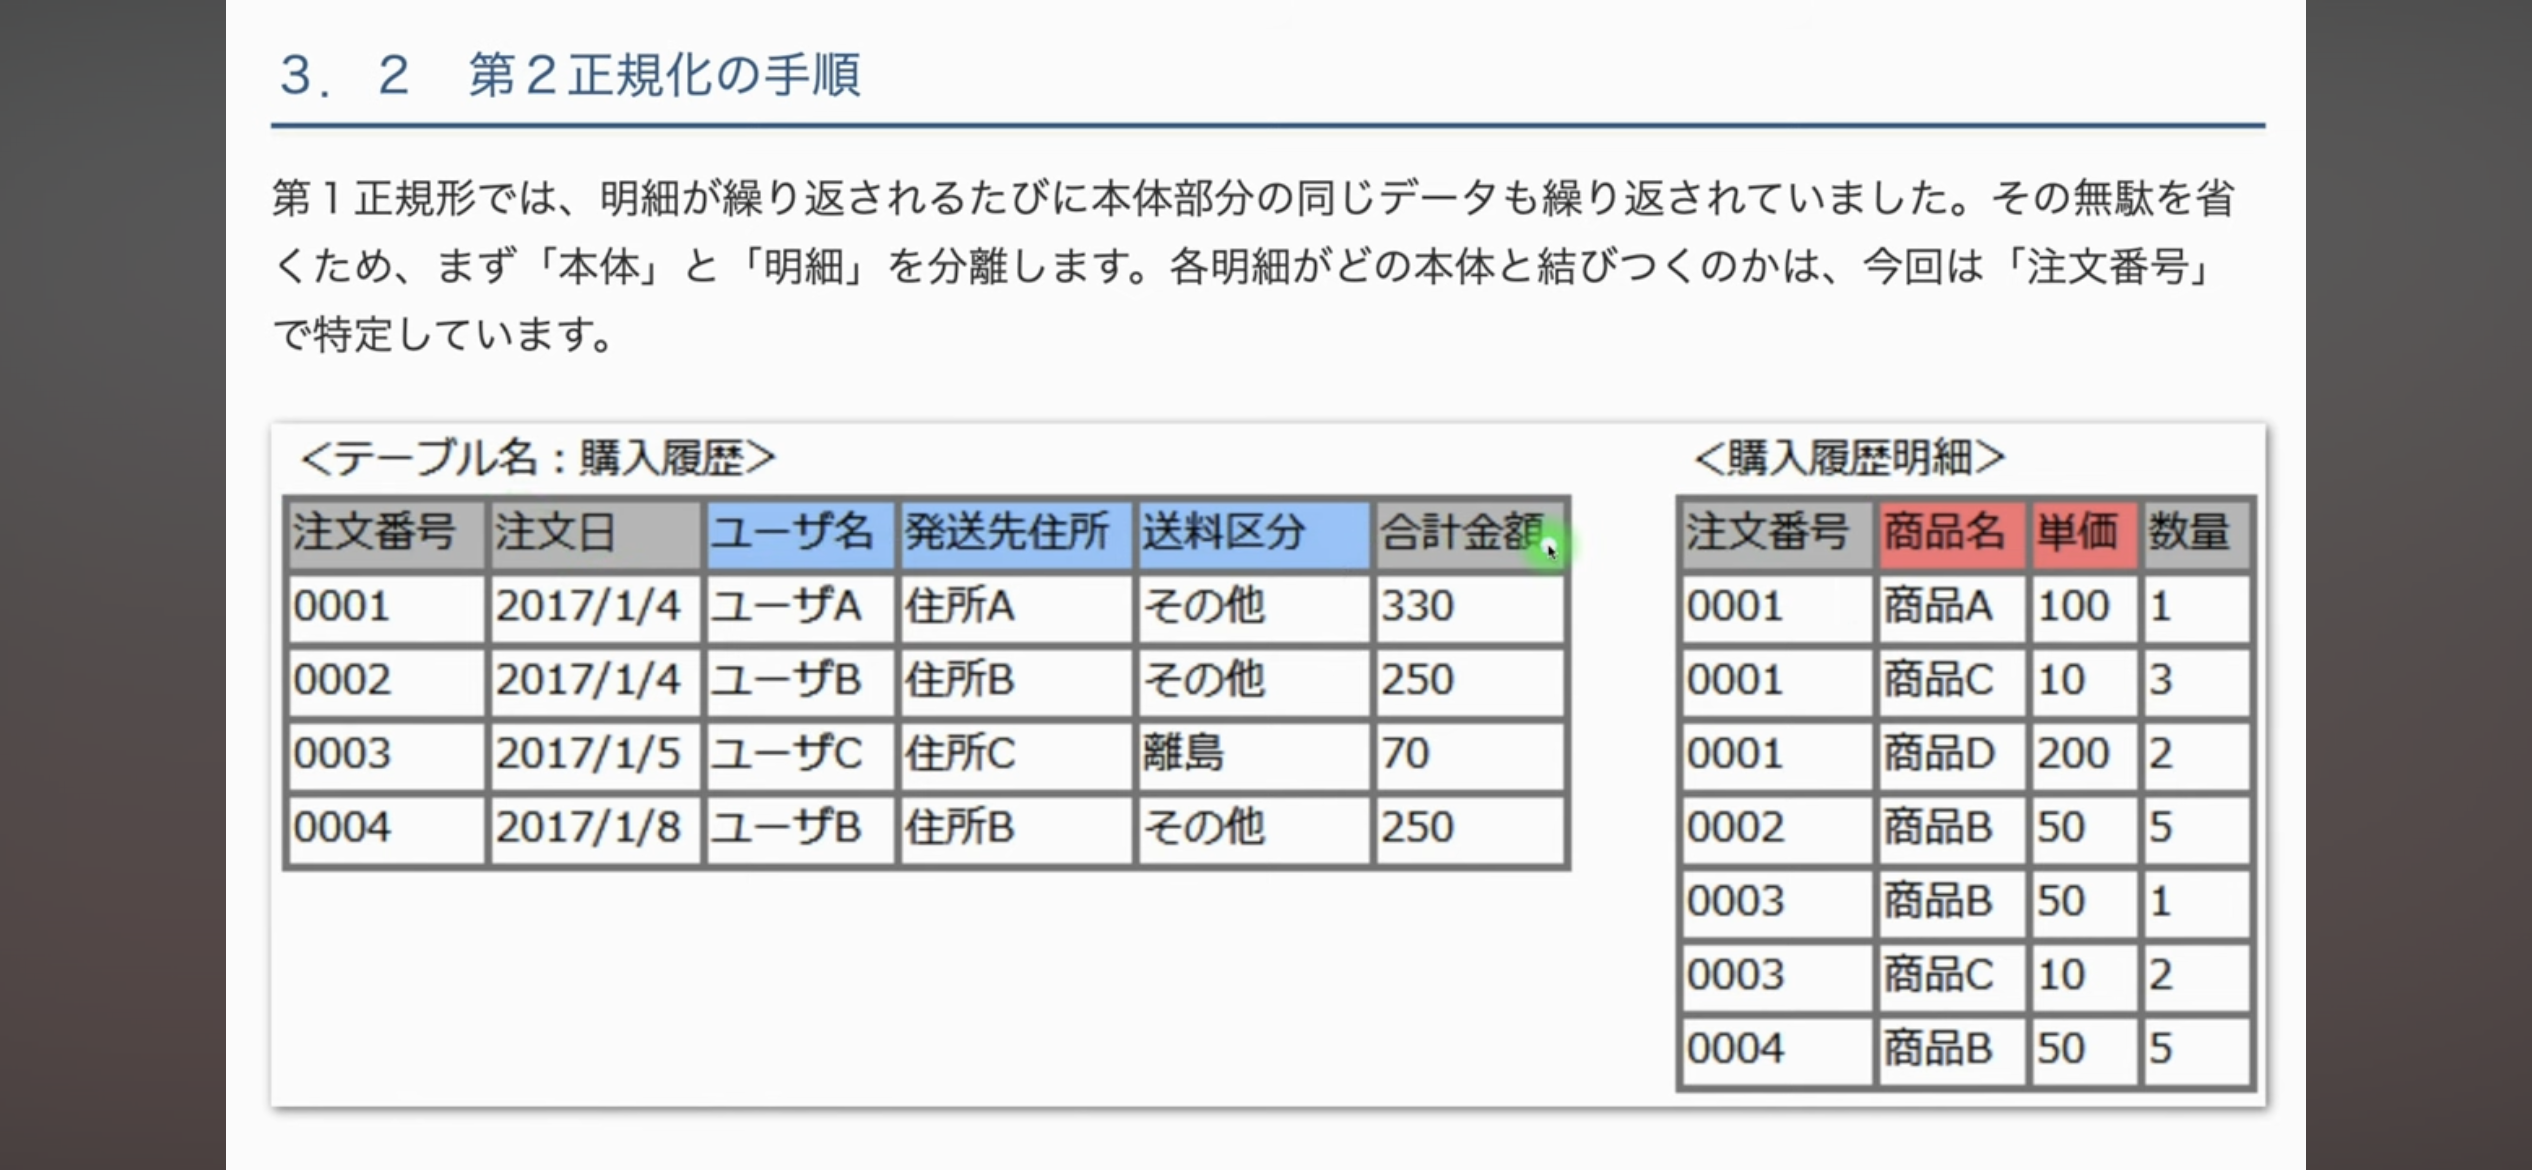 ３．２　第２正規化の手順
第１正規形では、明細が繰り返されるたびに本体部分の同じデータも繰り返されていました。その無駄を省
くため、まず「本体」と「明細」を分離します。各明細がどの本体と結びつくのかは、今回は「注文番号」
で特定しています。
＜テーブル名：購入履歴＞
注文番号 注文日 ユーザ名 発送先住所 送料区分 合計金額
0001 2017/1/4 ユーザA 住所A その他 330
0002 2017/1/4 ユーザB 住所B その他 250
0003 2017/1/5 ユーザC 住所C 離島 70
0004 2017/1/8 ユーザB 住所B その他 250
＜購入履歴明細＞
注文番号 商品名 単価 数量
0001 商品A 100 1
0001 商品C 10 3
0001 商品D 200 2
0002 商品B 50 5
0003 商品B 50 1
0003 商品C 10 2
0004 商品B 50 5